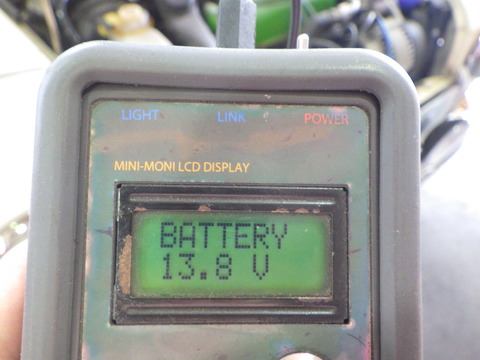 LIGHT LINK POWER
MINI-MONI LCD DISPLAY
BATTERY
13.8 V